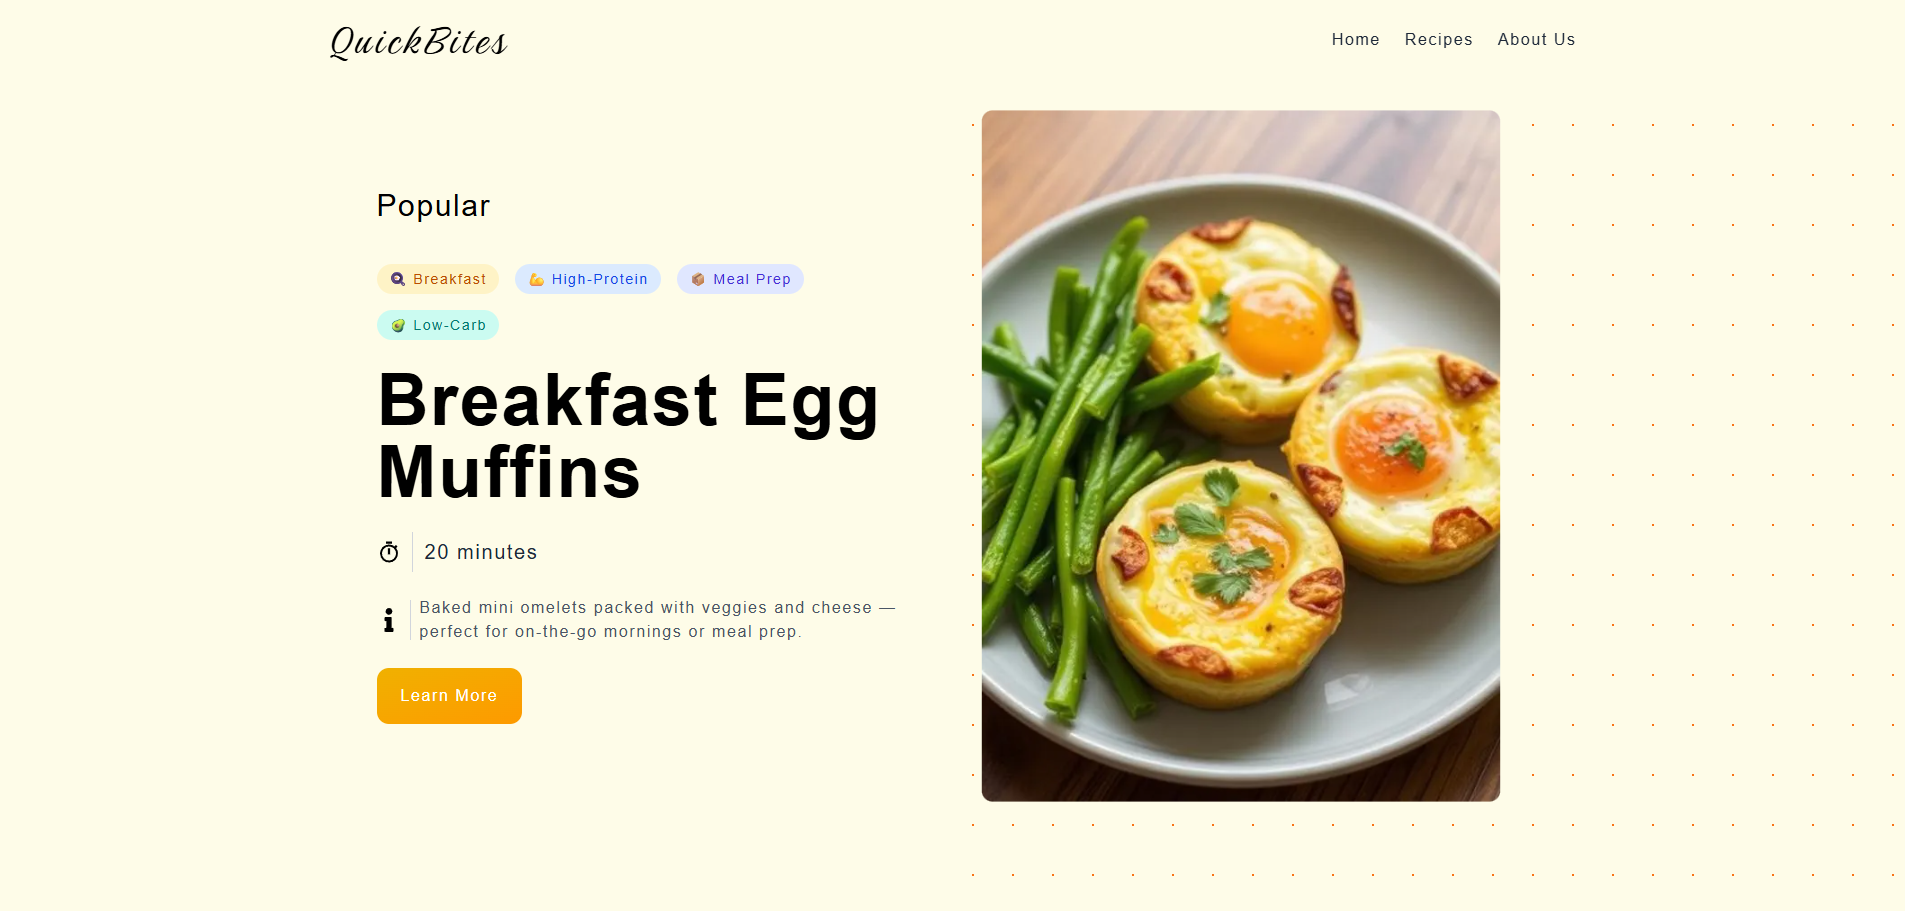 QuickBites
Home Recipes About Us
Popular
Breakfast High-Protein Meal Prep
Low-Carb
Breakfast Egg
Muffins
20 minutes
Baked mini omelets packed with veggies and cheese —
perfect for on-the-go mornings or meal prep.
Learn More